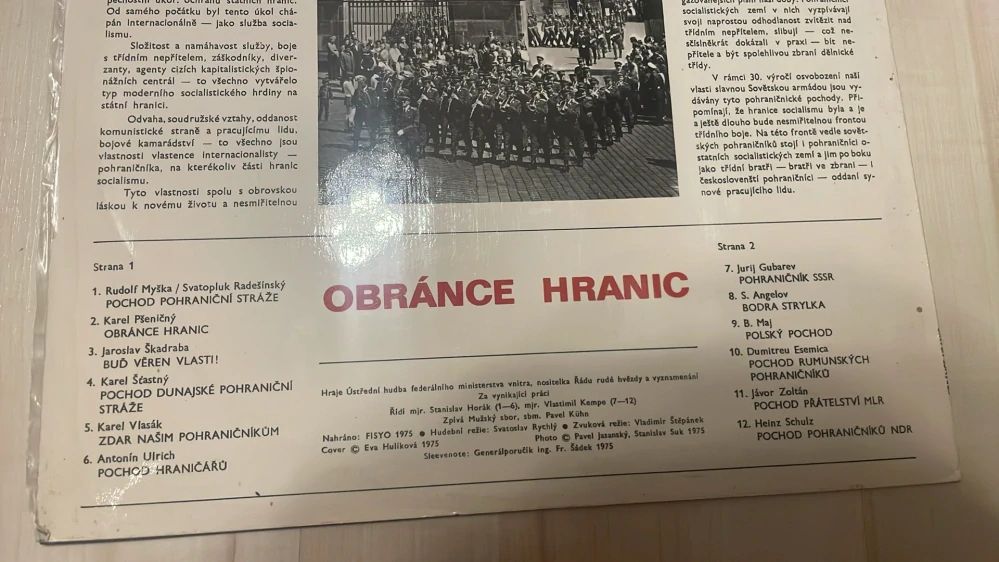 pečnostní úkol: ochranu státních hranic.
Od samého počátku byl tento úkol chá-
pán internacionálně — jako služba socia-
lismu.
Složitost a namáhavost služby, boje
s třídním nepřítelem, záškodníky, diver-
zanty, agenty cizích kapitalistických špio-
nážních centrál — to všechno vytvářelo
typ moderního socialistického hrdiny na
státní hranici.
Odvaha, soudružské vztahy, oddanost
komunistické straně a pracujícímu lidu,
bojové kamarádství — to všechno jsou
vlastnosti vlastence internacionalisty —
pohraničníka, na kterékoliv části hranic
socialismu.
Tyto vlastnosti spolu s obrovskou
láskou k novému životu a nesmiřitelnou
socialistických zemí v nich vyzpívávají
svoji naprostou odhodlanost zvítězit nad
třídním nepřítelem, slibují — což ne-
sčíslněkrát dokázali v praxi — bít ne-
přítele a být spolehlivou zbraní dělnické
třídy.
V rámci 30. výročí osvobození naší
vlasti slavnou Sovětskou armádou jsou vy-
dávány tyto pohraničnické pochody. Při-
pomínají, že hranice socialismu byla a je
a ještě dlouho bude nesmiřitelnou frontou
třídního boje. Na této frontě vedle sovět-
ských pohraničníků stojí i pohraničníci o-
statních socialistických zemí a jim po boku
jako třídní bratři — bratři ve zbrani — i
českoslovenští pohraničníci — oddaní sy-
nové pracujícího lidu.
Strana 1
1. Rudolf Myška / Svatopluk Radešínský
POCHOD POHRANIČNÍ STRÁŽE
2. Karel Pšeničný
OBRÁNCE HRANIC
3. Jaroslav Škadraba
BUĎ VĚREN VLASTI!
4. Karel Šťastný
POCHOD DUNAJSKÉ POHRANIČNÍ
STRÁŽE
5. Karel Vlasák
ZDAR NAŠIM POHRANIČNÍKŮM
6. Antonín Ulrich
POCHOD HRANIČÁŘŮ
OBRÁNCE HRANIC
Hraje Ústřední hudba federálního ministerstva vnitra, nositelka Řádu rudé hvězdy a vyznamenání
Za vynikající práci
Řídí mjr. Stanislav Horák (1—6), mjr. Vlastimil Kempe (7—12)
Zpívá Mužský sbor, sbm. Pavel Kühn
Nahráno: FISYO 1975 ● Hudební režie: Svatoslav Rychlý ● Zvuková režie: Vladimír Štěpánek
Cover © Eva Hulíková 1975 Photo © Pavel Jasanský, Stanislav Suk 1975
Sleevenote: Generálporučík ing. Fr. Šádek 1975
Strana 2
7. Jurij Gubarev
POHRANIČNÍK SSSR
8. S. Angelov
BODRA STRYLKA
9. B. Maj
POLSKÝ POCHOD
10. Dumitreu Esemica
POCHOD RUMUNSKÝCH
POHRANIČNÍKŮ
11. Jávor Zoltán
POCHOD PŘÁTELSTVÍ MLR
12. Heinz Schulz
POCHOD POHRANIČNÍKŮ NDR